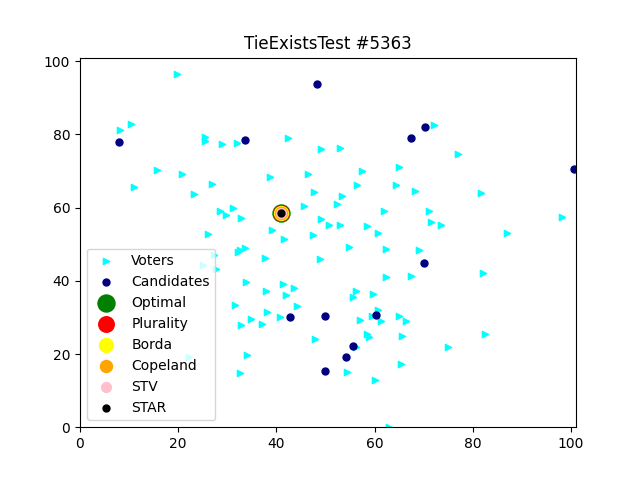 TieExistsTest #5363
100
80
60
40
20
0
Voters
Candidates
Optimal
Plurality
Borda
Copeland
STV
STAR
0 20 40 60 80 100